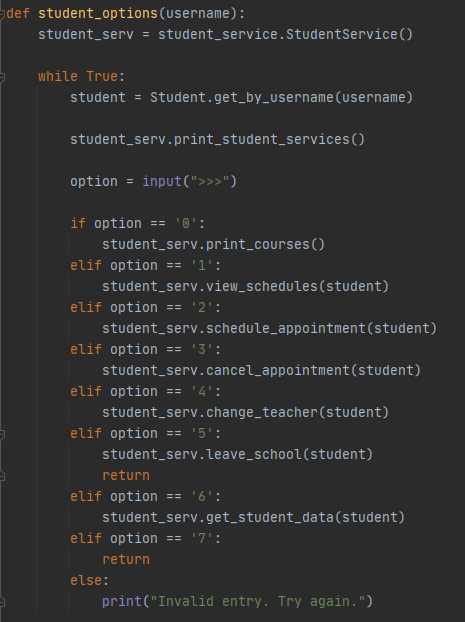 def student_options(username):
    student_serv = student_service.StudentService()

    while True:
        student = Student.get_by_username(username)

        student_serv.print_student_services()

        option = input(">>>")

        if option == '0':
            student_serv.print_courses()
        elif option == '1':
            student_serv.view_schedules(student)
        elif option == '2':
            student_serv.schedule_appointment(student)
        elif option == '3':
            student_serv.cancel_appointment(student)
        elif option == '4':
            student_serv.change_teacher(student)
        elif option == '5':
            student_serv.leave_school(student)
            return
        elif option == '6':
            student_serv.get_student_data(student)
        elif option == '7':
            return
        else:
            print("Invalid entry. Try again.")